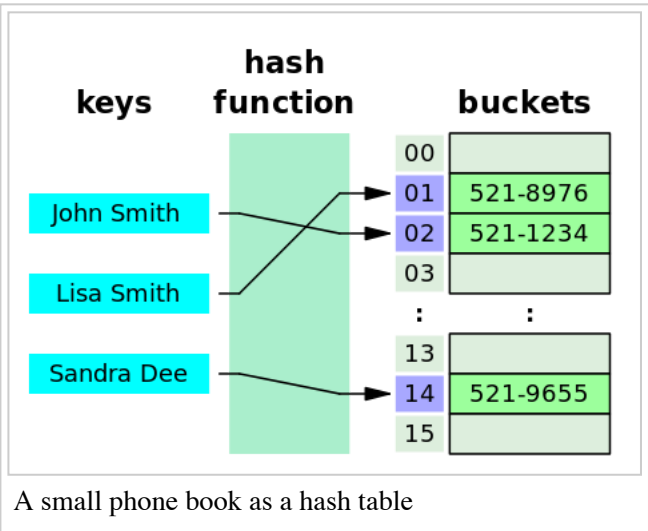 hash
keys function buckets
00
01 521-8976
John Smith
02 521-1234
03
Lisa Smith
:
:
13
Sandra Dee
14 521-9655
15
A small phone book as a hash table